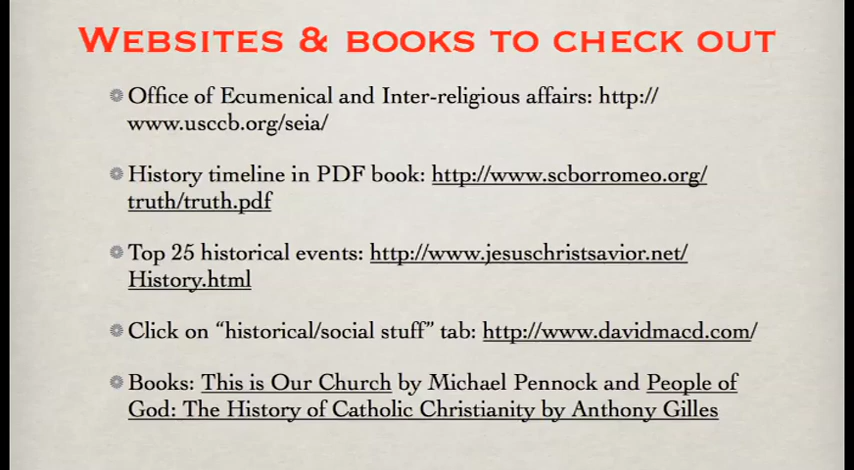 Websites & books to check out
Office of Ecumenical and Inter-religious affairs: http://
www.usccb.org/seia/
History timeline in PDF book: http://www.scborromeo.org/
truth/truth.pdf
Top 25 historical events: http://www.jesuschristsavior.net/
History.html
Click on “historical/social stuff” tab: http://www.davidmacd.com/
Books: This is Our Church by Michael Pennock and People of
God: The History of Catholic Christianity by Anthony Gilles